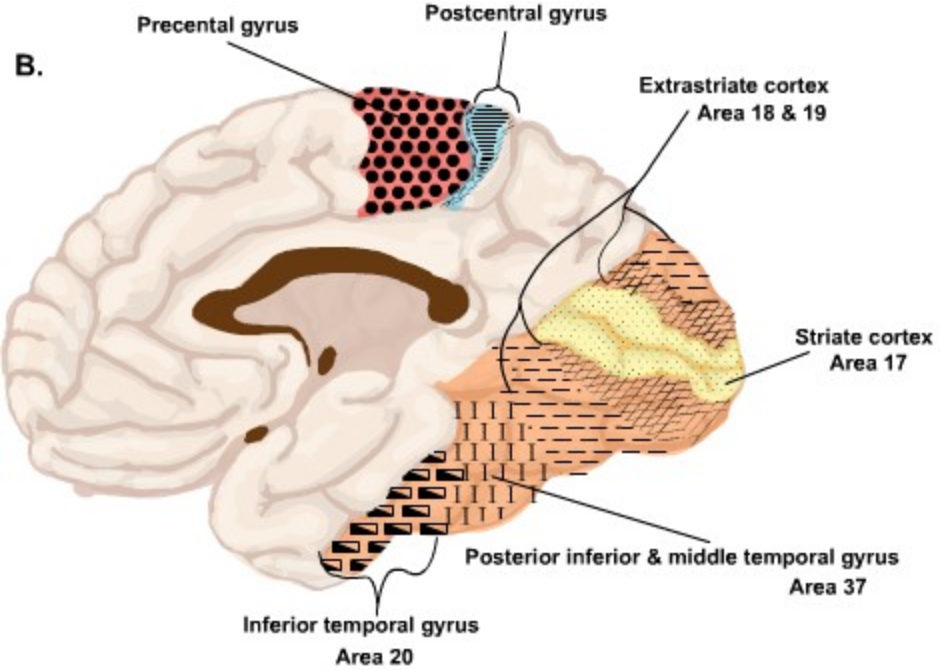 B.
Precental gyrus
Postcentral gyrus
Extrastriate cortex
Area 18 & 19
Striate cortex
Area 17
Posterior inferior & middle temporal gyrus
Area 37
Inferior temporal gyrus
Area 20